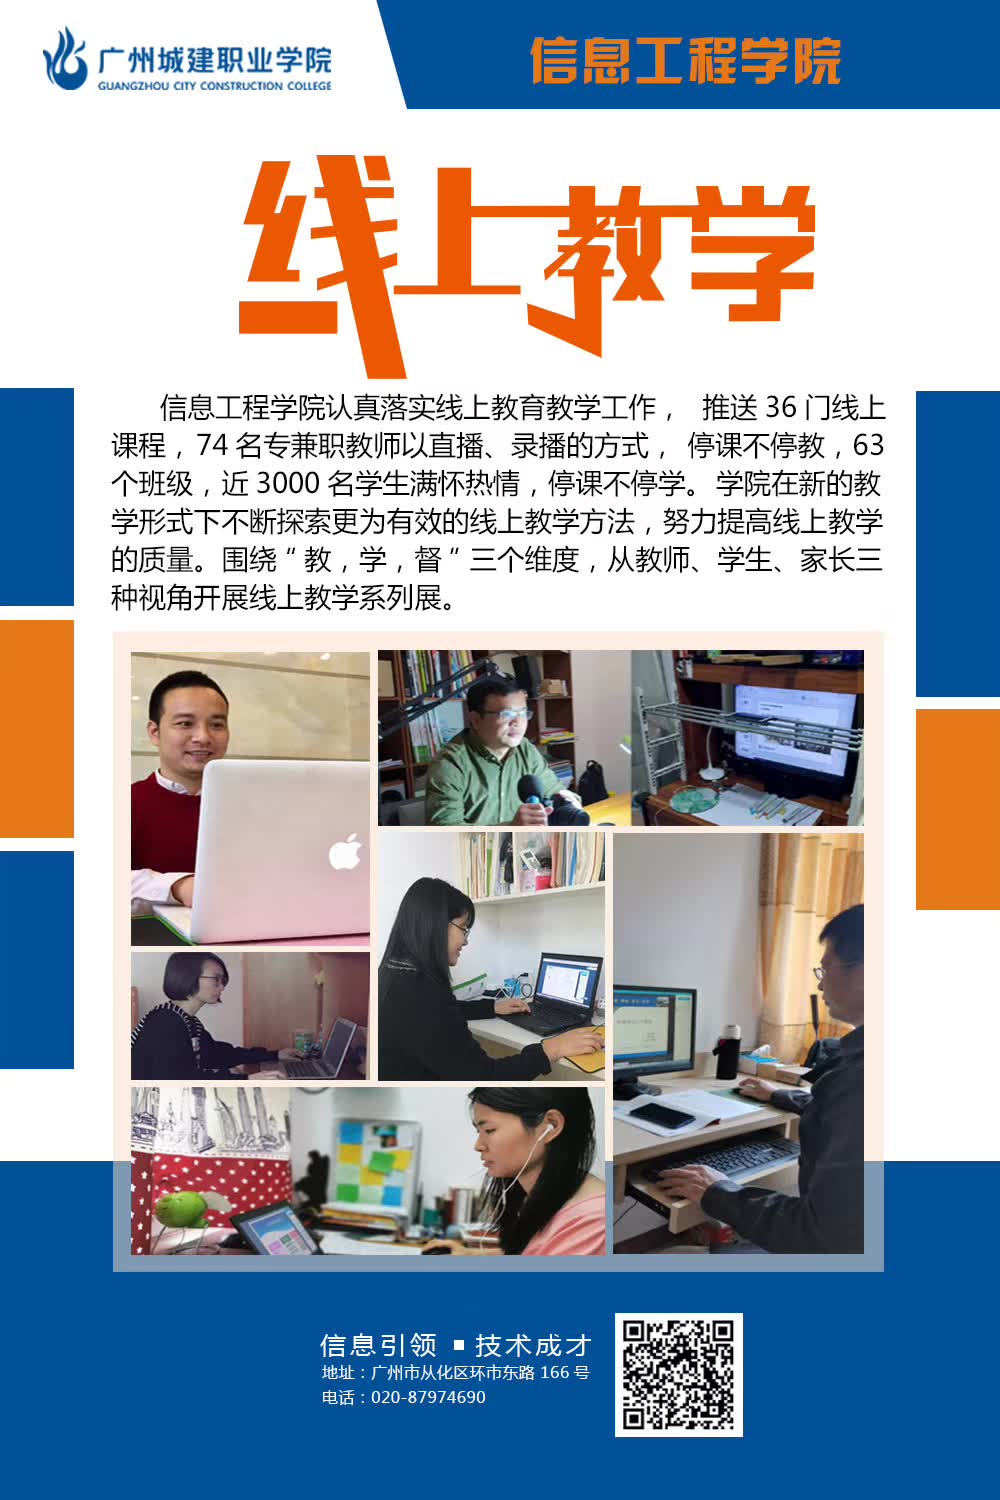 广州城建职业学院
GUANGZHOU CITY CONSTRUCTION COLLEGE
信息工程学院
线上教学
信息工程学院认真落实线上教育教学工作， 推送 36 门线上
课程，74 名专兼职教师以直播、录播的方式， 停课不停教，63
个班级，近 3000 名学生满怀热情，停课不停学。 学院在新的教
学形式下不断探索更为有效的线上教学方法，努力提高线上教学
的质量。围绕“教，学，督“三个维度，从教师、学生、家长三
种视角开展线上教学系列展。
信息引领 ▪ 技术成才
地址：广州市从化区环市东路 166 号
电话：020-87974690